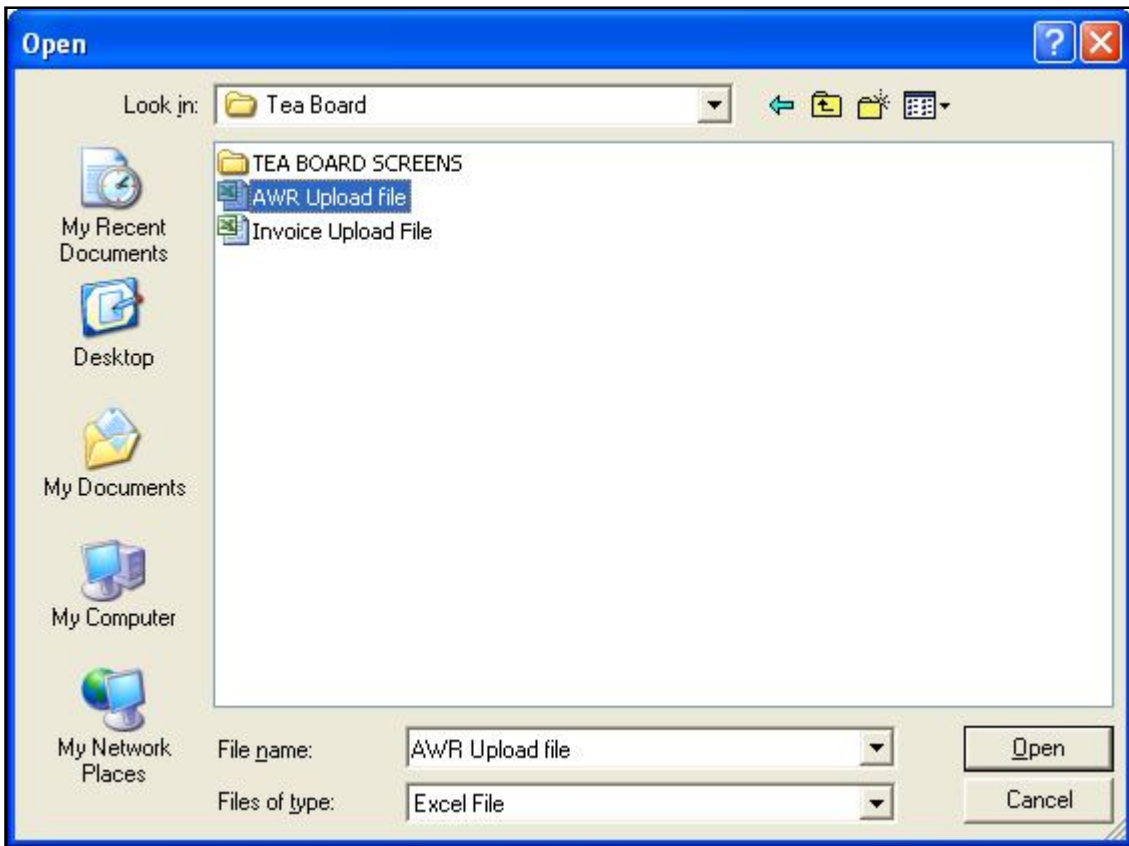 Open
Look in:
Tea Board
TEA BOARD SCREENS
AWR Upload file
Invoice Upload File
My Recent
Documents
Desktop
My Documents
My Computer
My Network
Places
File name:
AWR Upload file
Open
Files of type:
Excel File
Cancel